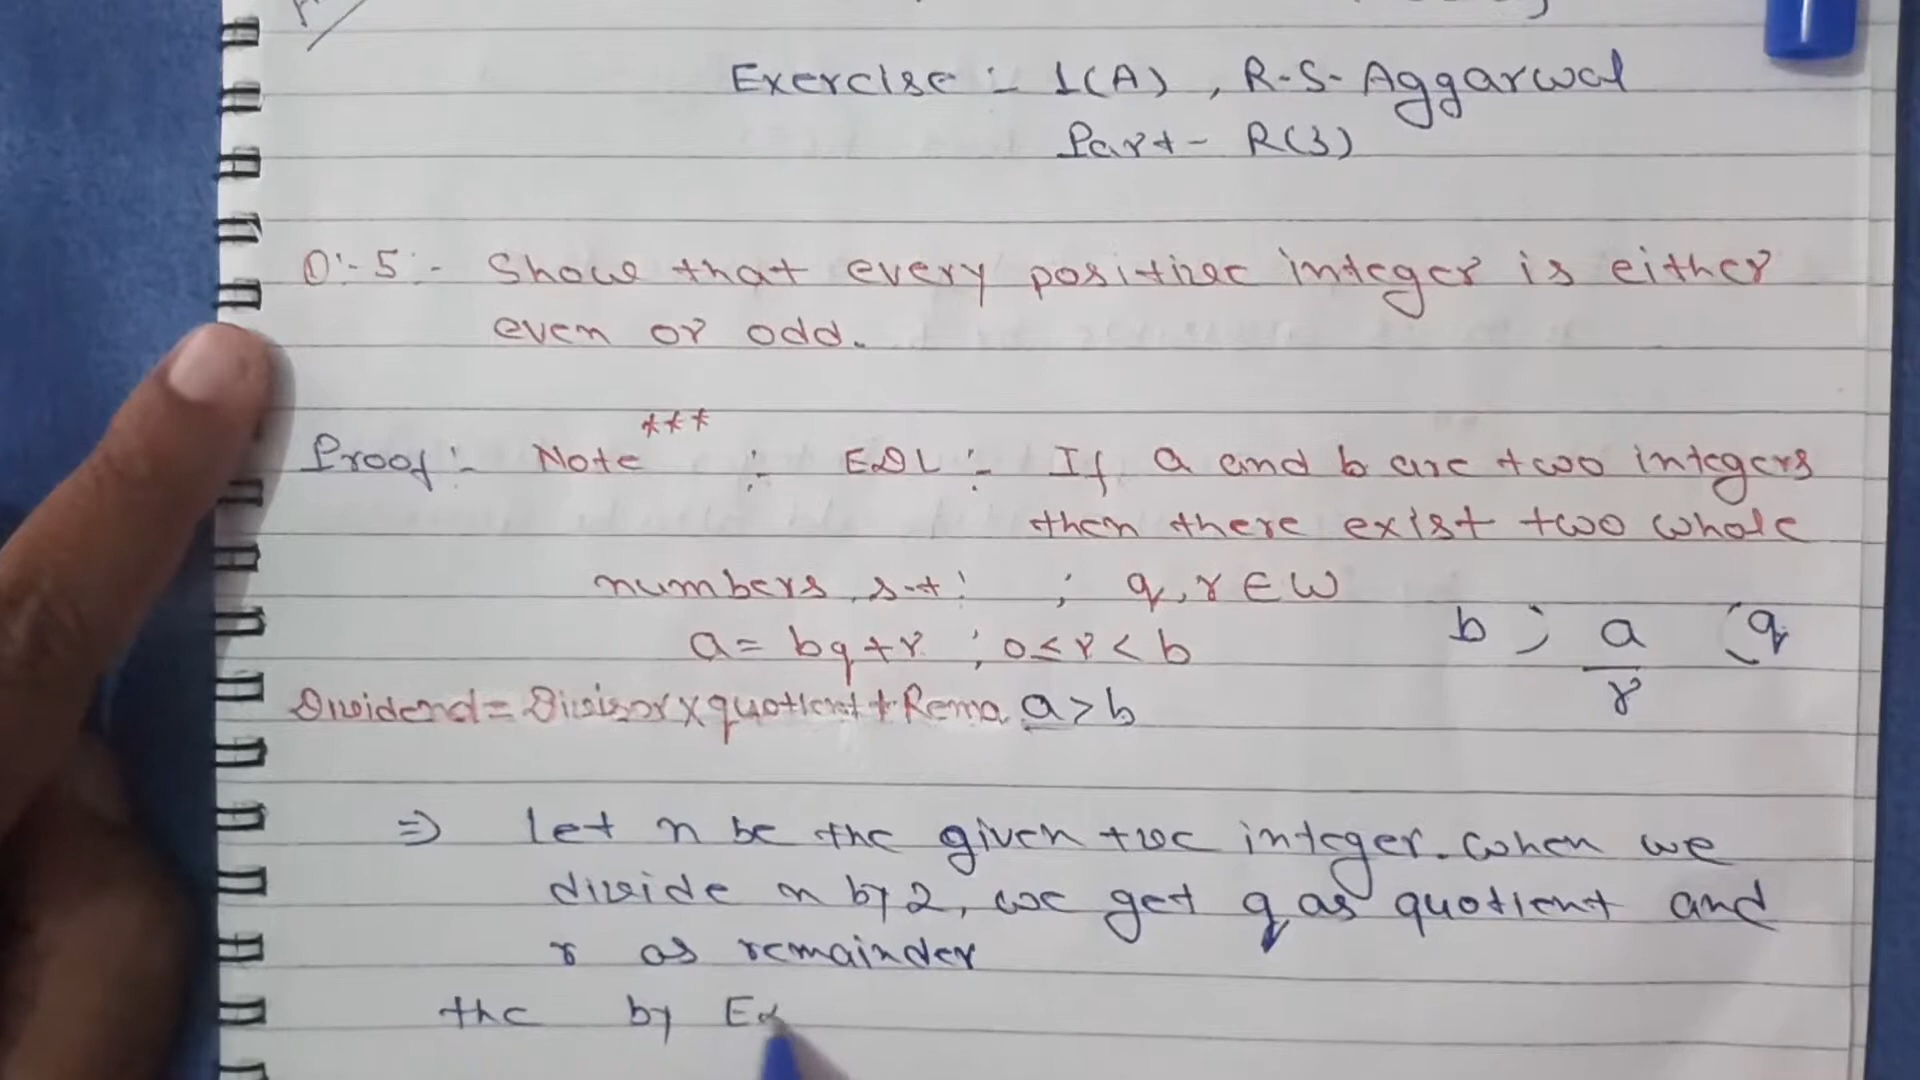 Exercise :- 1(A) , R.S. Aggarwal
Part - R(3)
Q:-5:- Show that every positive integer is either
even or odd.
Proof :- Note *** :- EDL :- If a and b are two integers
then there exist two whole
numbers s.t : ; q, r ∈ W
a = bq + r ; 0 ≤ r < b
b ) a ( q
r
Dividend = Divisor × quotient + Rema a > b
⇒ let n be the given +ve integer. when we
divide n by 2, we get q as quotient and
r as remainder
the by Ed